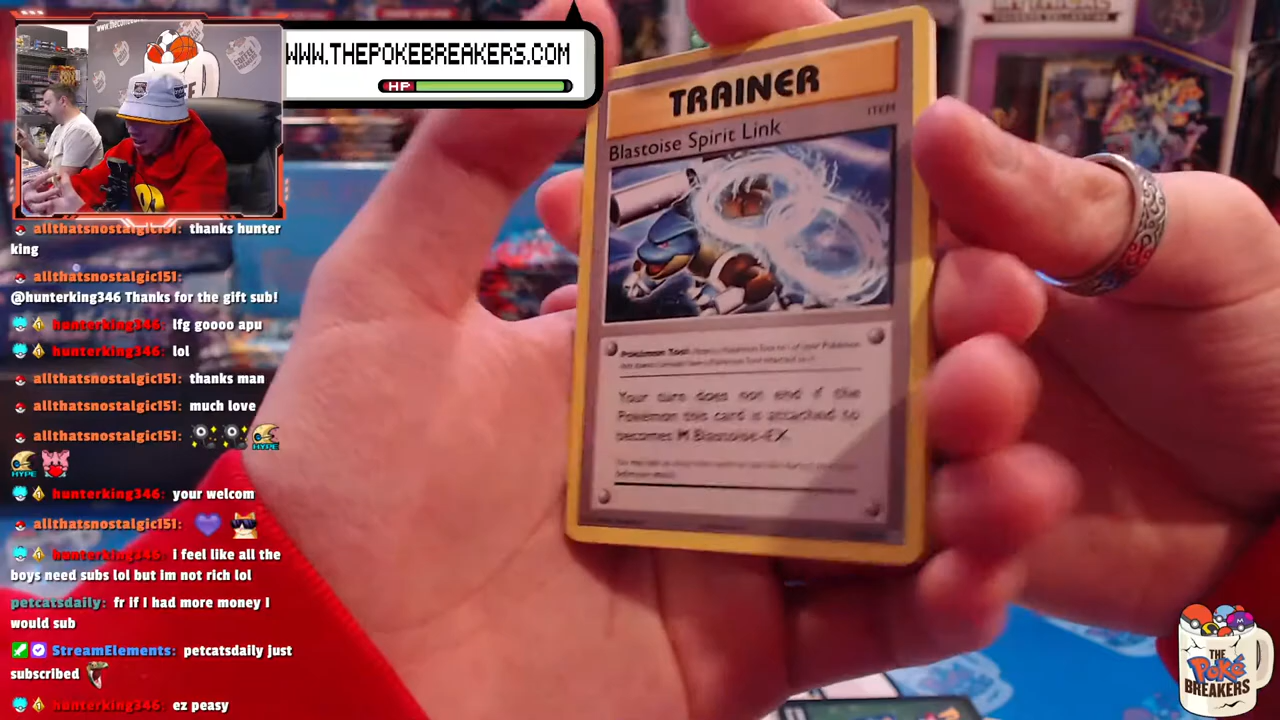 WWW.THEPOKEBREAKERS.COM
HP
TRAINER
ITEM
Blastoise Spirit Link
Pokémon Tool
Your turn does not end if the
Pokémon this card is attached to
becomes M Blastoise-EX.
allthatsnostalgic151: thanks hunter
king
allthatsnostalgic151:
@hunterking346 Thanks for the gift sub!
hunterking346: lfg goooo apu
hunterking346: lol
allthatsnostalgic151: thanks man
allthatsnostalgic151: much love
allthatsnostalgic151:
HYPE
HYPE
hunterking346: your welcom
allthatsnostalgic151:
hunterking346: i feel like all the
boys need subs lol but im not rich lol
petcatsdaily: fr if I had more money I
would sub
StreamElements: petcatsdaily just
subscribed
hunterking346: ez peasy
THE
POKé
BREAKERS